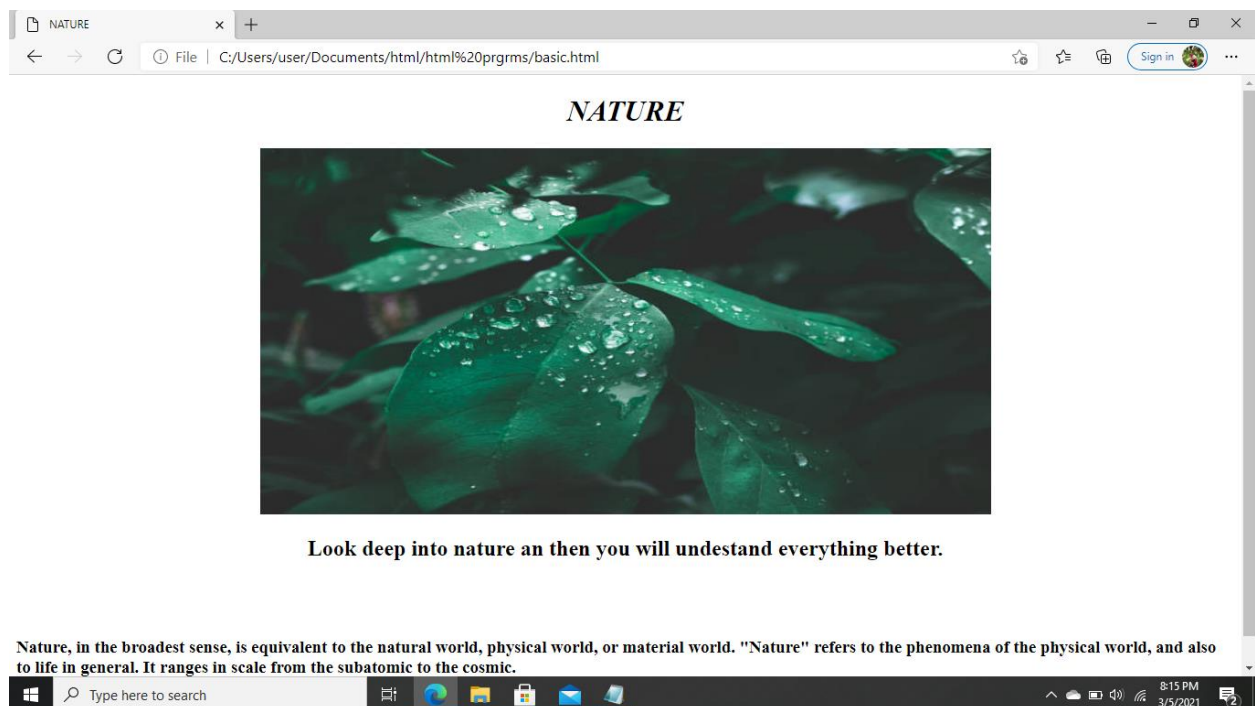 NATURE
File | C:/Users/user/Documents/html/html%20prgrms/basic.html
Sign in
NATURE
Look deep into nature an then you will undestand everything better.
Nature, in the broadest sense, is equivalent to the natural world, physical world, or material world. "Nature" refers to the phenomena of the physical world, and also
to life in general. It ranges in scale from the subatomic to the cosmic.
Type here to search
8:15 PM
3/5/2021
2